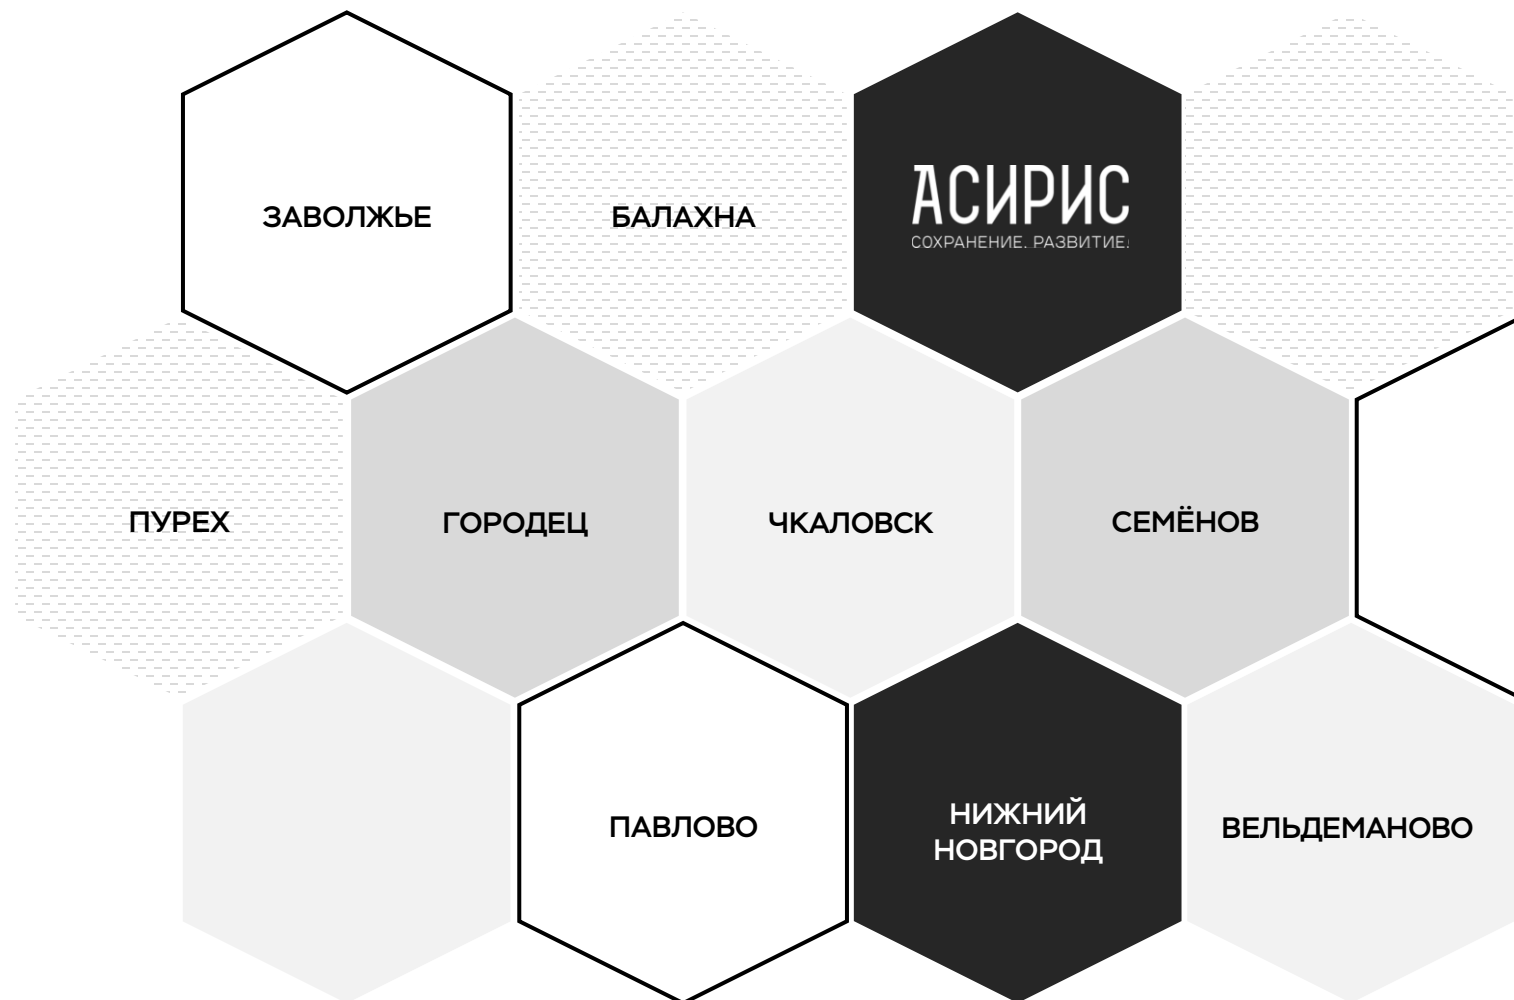 ЗАВОЛЖЬЕ
БАЛАХНА
АСИРИС
СОХРАНЕНИЕ. РАЗВИТИЕ.
ПУРЕХ
ГОРОДЕЦ
ЧКАЛОВСК
СЕМЁНОВ
ПАВЛОВО
НИЖНИЙ
НОВГОРОД
ВЕЛЬДЕМАНОВО